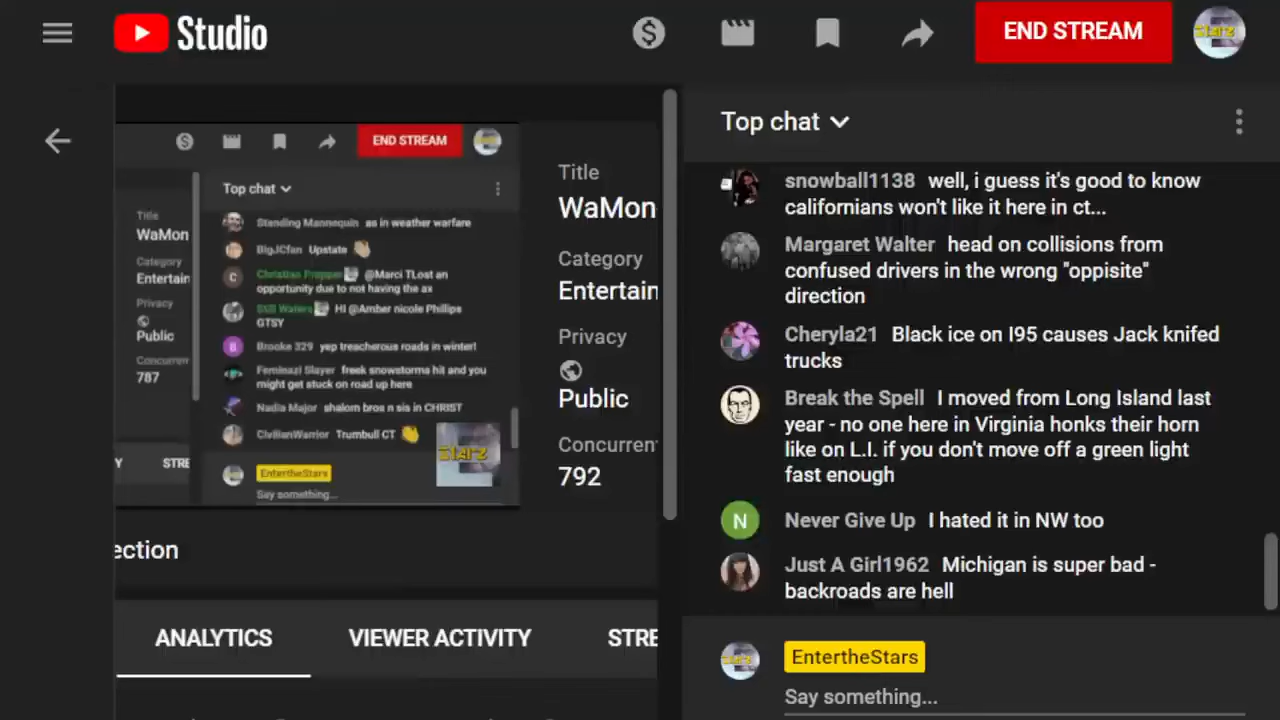 Studio
END STREAM
END STREAM
Top chat
Title
WaMon
Category
Entertain
Privacy
Public
Concurren
787
Stending Mannequin as in weather warfare
BigJCfan Upstate
C
Christian Prepper @Marci TLost an
opportunity due to not having the ax
Still Waters Hi @Amber nicole Phillips
GTSY
B
Brooke 329 yep treacherous roads in winter!
Feminazi Slayer freek snowstorms hit and you
might get stuck on road up here
Nadia Major shalom bros n sis in CHRIST
CivilianWarrior Trumbull CT
Starz
EntertheStars
Say something...
Y
STRE
Title
WaMon
Category
Entertain
Privacy
Public
Concurrent
792
ection
ANALYTICS
VIEWER ACTIVITY
STRE
Top chat
snowball1138 well, i guess it's good to know
californians won't like it here in ct...
Margaret Walter head on collisions from
confused drivers in the wrong "oppisite"
direction
Cheryla21 Black ice on I95 causes Jack knifed
trucks
Break the Spell I moved from Long Island last
year - no one here in Virginia honks their horn
like on L.I. if you don't move off a green light
fast enough
N
Never Give Up I hated it in NW too
Just A Girl1962 Michigan is super bad -
backroads are hell
EntertheStars
Say something...